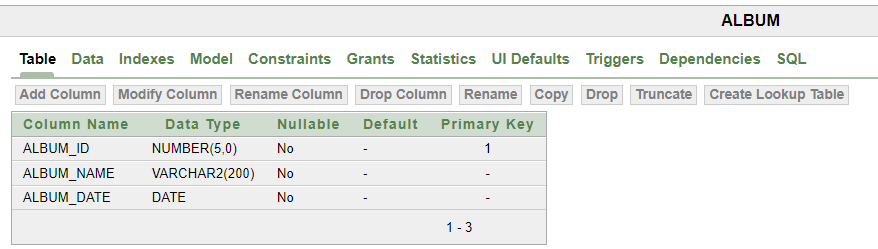 ALBUM
Table Data Indexes Model Constraints Grants Statistics UI Defaults Triggers Dependencies SQL
Add Column Modify Column Rename Column Drop Column Rename Copy Drop Truncate Create Lookup Table
Column Name Data Type Nullable Default Primary Key
ALBUM_ID NUMBER(5,0) No - 1
ALBUM_NAME VARCHAR2(200) No - -
ALBUM_DATE DATE No - -
1 - 3